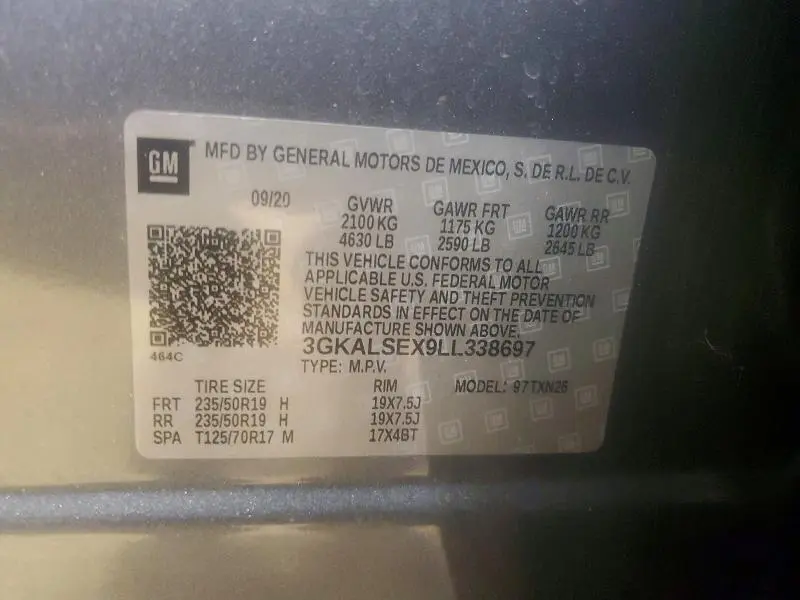 GM
MFD BY GENERAL MOTORS DE MEXICO, S. DE R.L. DE C.V.
09/20 GVWR GAWR FRT GAWR RR
2100 KG 1175 KG 1200 KG
4630 LB 2590 LB 2645 LB
THIS VEHICLE CONFORMS TO ALL
APPLICABLE U.S. FEDERAL MOTOR
VEHICLE SAFETY AND THEFT PREVENTION
STANDARDS IN EFFECT ON THE DATE OF
MANUFACTURE SHOWN ABOVE.
3GKALSEX9LL338697
464C
TYPE: M.P.V.
TIRE SIZE RIM MODEL: 97TXN26
FRT 235/50R19 H 19X7.5J
RR 235/50R19 H 19X7.5J
SPA T125/70R17 M 17X4BT